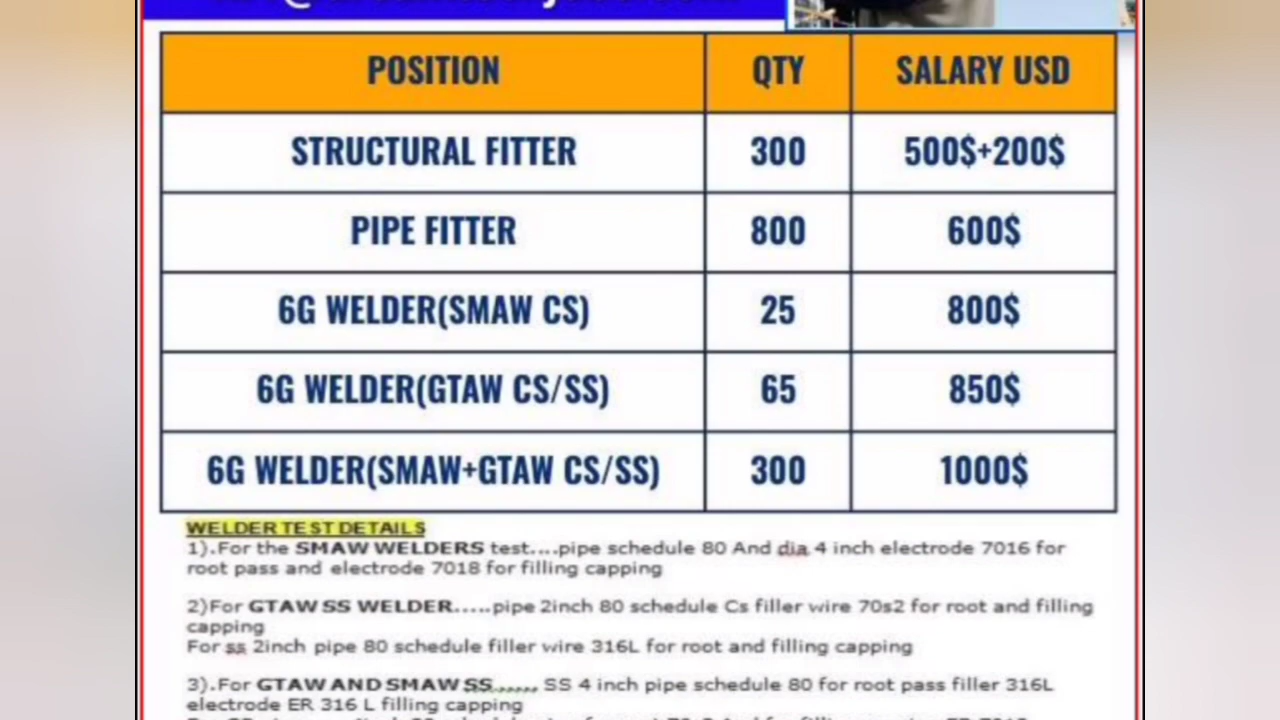 POSITION QTY SALARY USD
STRUCTURAL FITTER 300 500$+200$
PIPE FITTER 800 600$
6G WELDER(SMAW CS) 25 800$
6G WELDER(GTAW CS/SS) 65 850$
6G WELDER(SMAW+GTAW CS/SS) 300 1000$
WELDER TEST DETAILS
1).For the SMAW WELDERS test....pipe schedule 80 And dia 4 inch electrode 7016 for
root pass and electrode 7018 for filling capping
2)For GTAW SS WELDER.....pipe 2inch 80 schedule Cs filler wire 70s2 for root and filling
capping
For ss 2inch pipe 80 schedule filler wire 316L for root and filling capping
3).For GTAW AND SMAW SS...... SS 4 inch pipe schedule 80 for root pass filler 316L
electrode ER 316 L filling capping